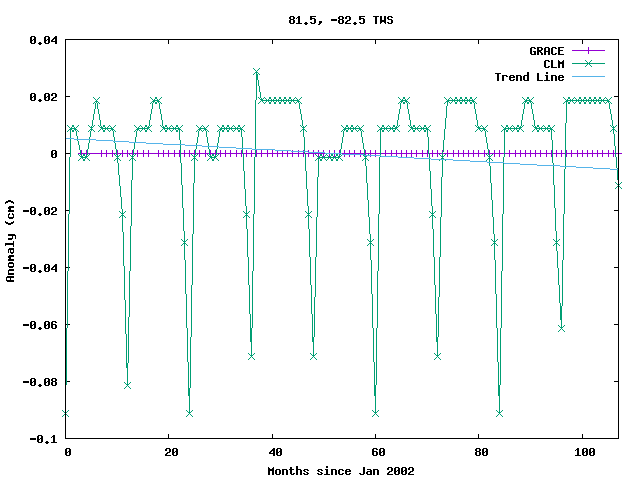 81.5, -82.5 TWS
GRACE
CLM
Trend Line
0.04
0.02
0
-0.02
-0.04
-0.06
-0.08
-0.1
Anomaly (cm)
0 20 40 60 80 100
Months since Jan 2002